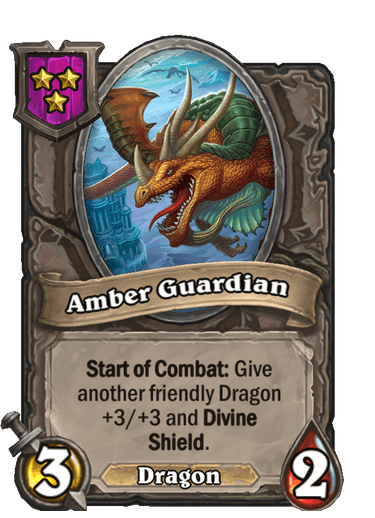 Amber Guardian
Start of Combat: Give
another friendly Dragon
+3/+3 and Divine
Shield.
3
Dragon
2